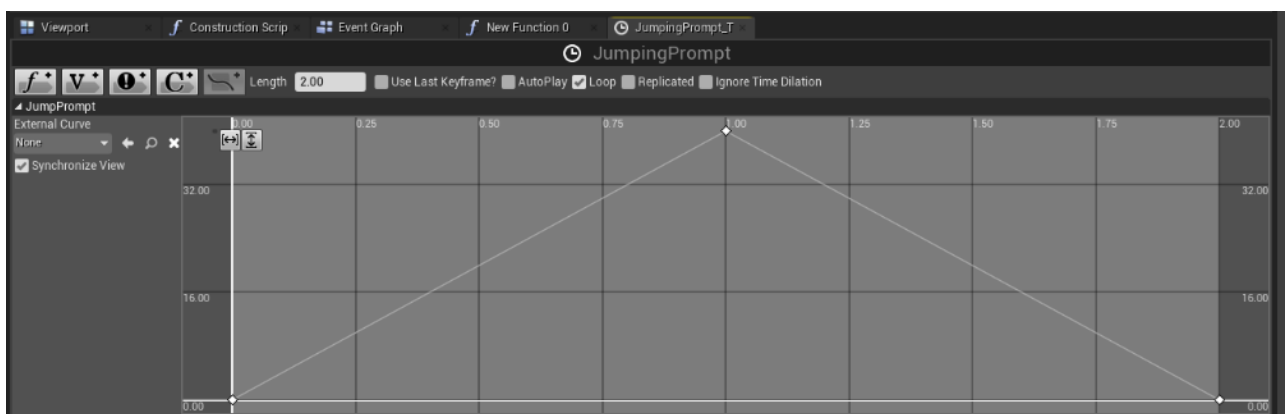 Viewport Construction Scrip Event Graph New Function 0 JumpingPrompt_T
JumpingPrompt
f V C Length 2.00 Use Last Keyframe? AutoPlay Loop Replicated Ignore Time Dilation
JumpPrompt
External Curve
None
Synchronize View
0.00 0.25 0.50 0.75 1.00 1.25 1.50 1.75 2.00
32.00 32.00
16.00 16.00
0.00 0.00